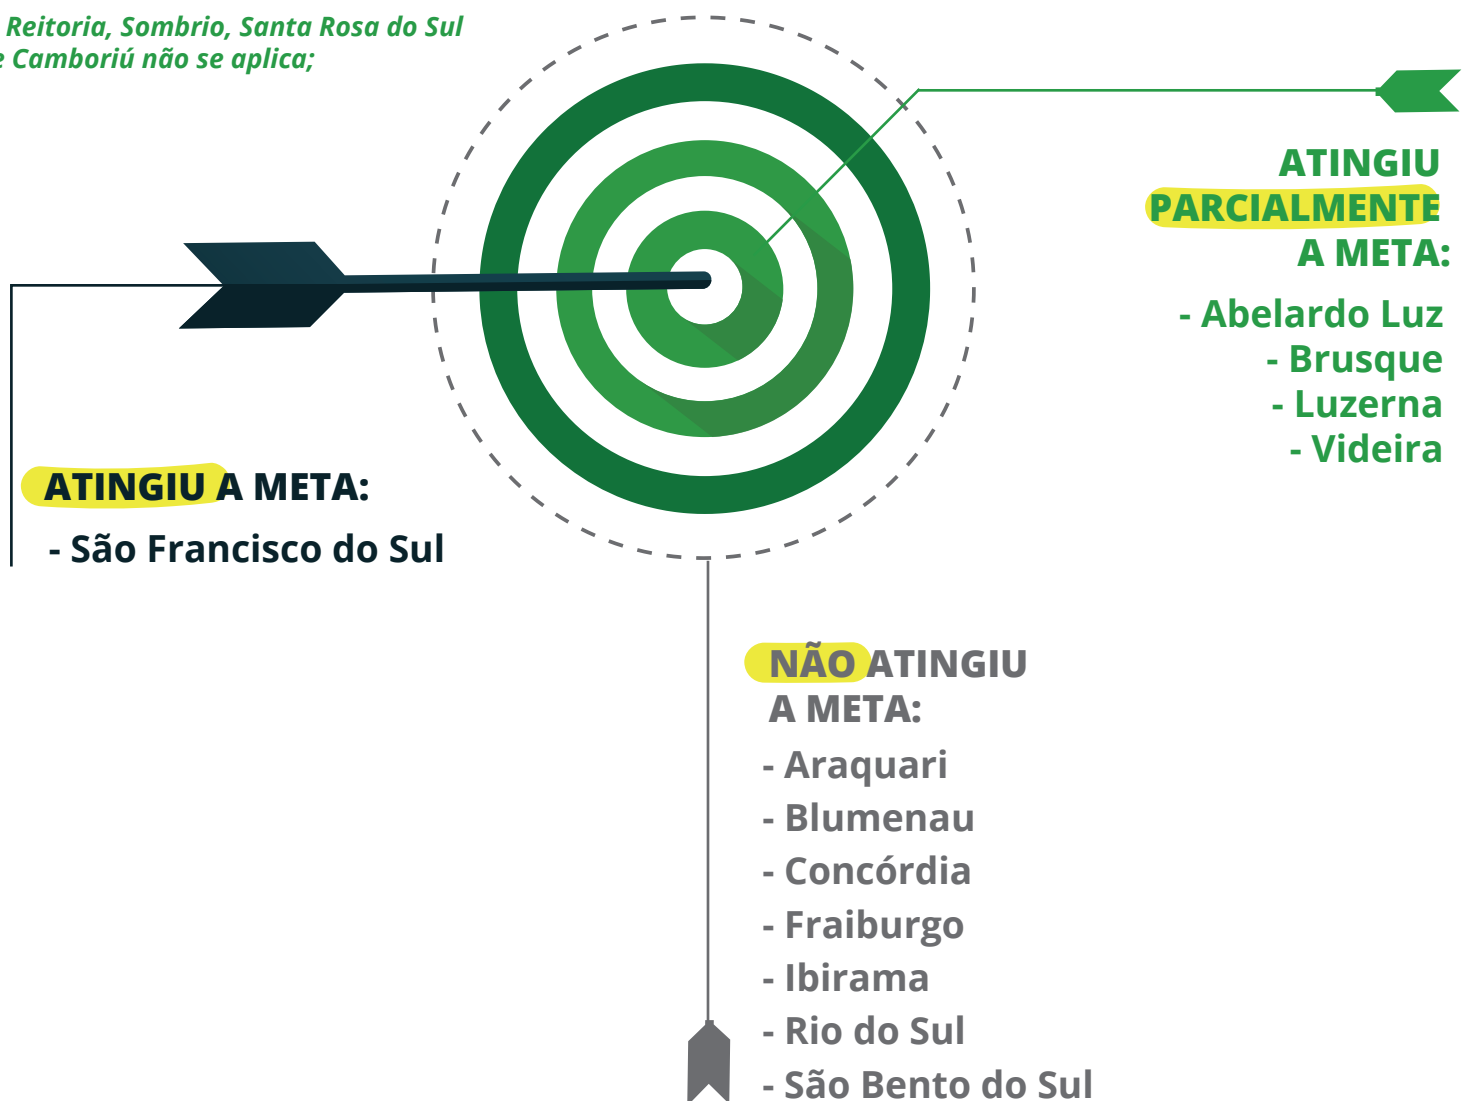 Reitoria, Sombrio, Santa Rosa do Sul
e Camboriú não se aplica;
ATINGIU
PARCIALMENTE
A META:
- Abelardo Luz
- Brusque
- Luzerna
- Videira
ATINGIU A META:
- São Francisco do Sul
NÃO ATINGIU
A META:
- Araquari
- Blumenau
- Concórdia
- Fraiburgo
- Ibirama
- Rio do Sul
- São Bento do Sul